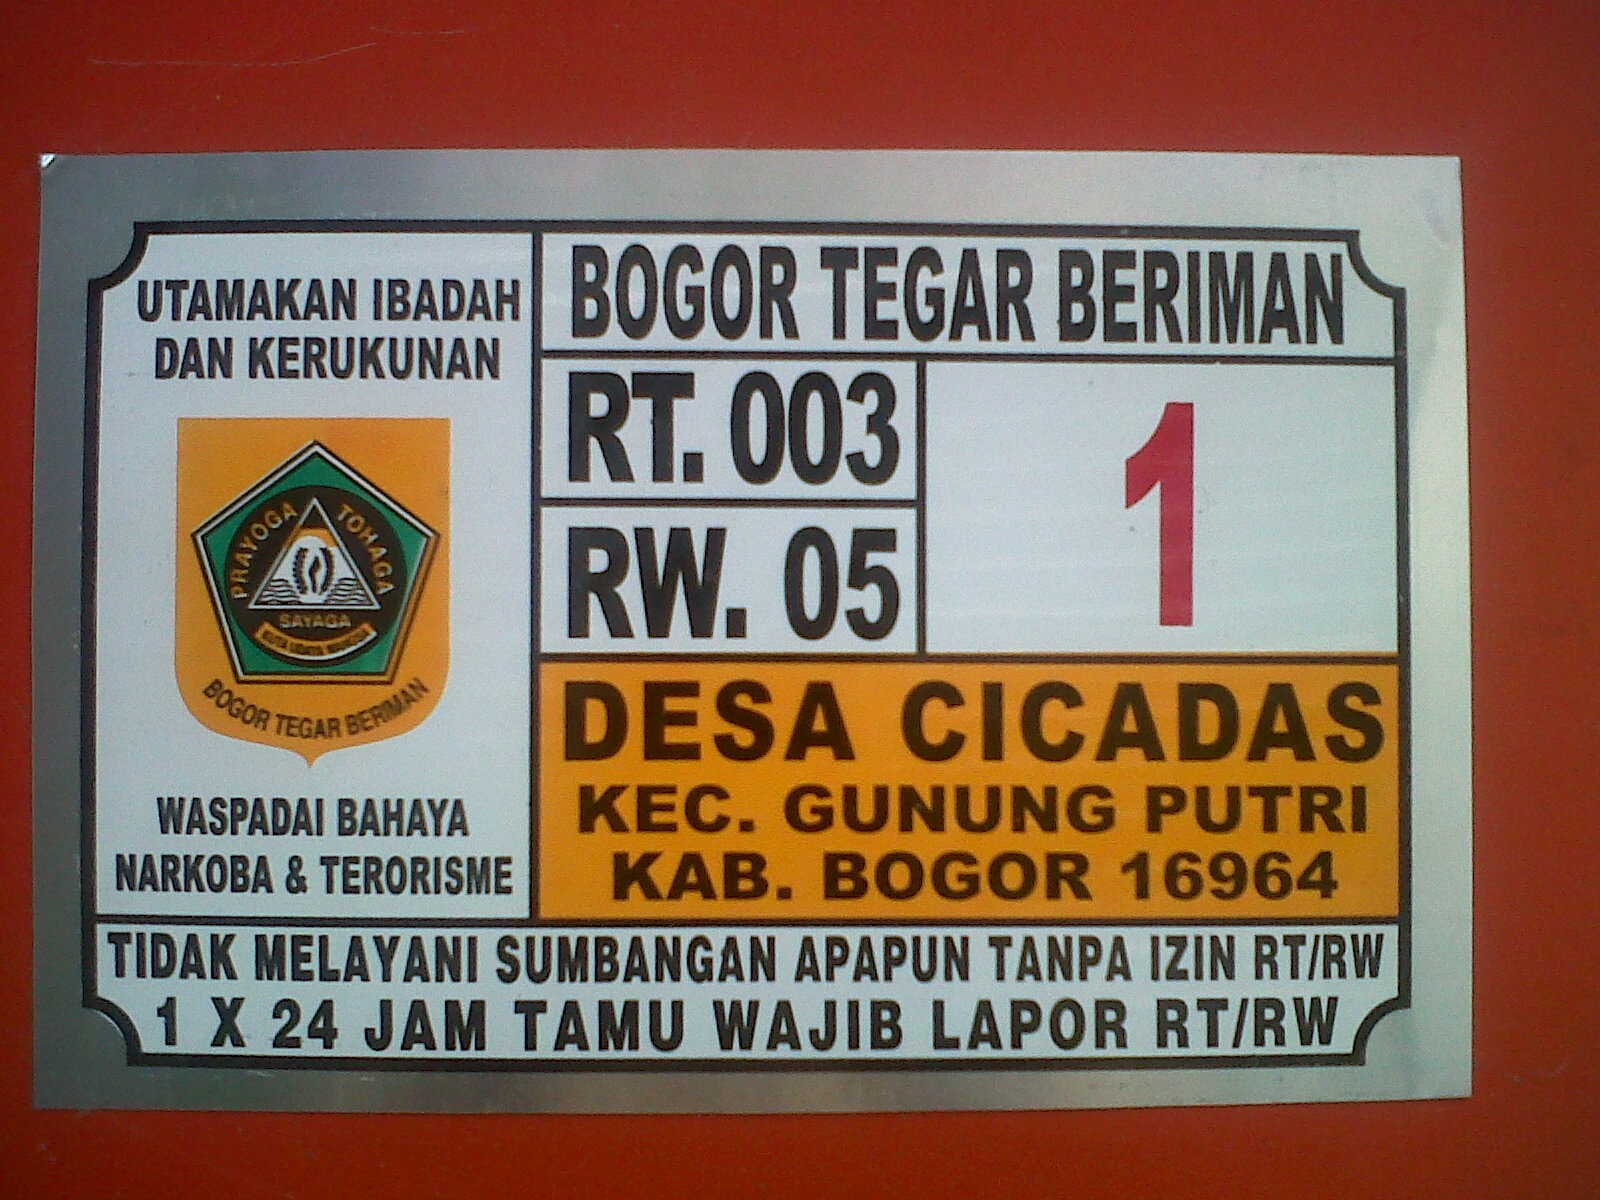 UTAMAKAN IBADAH
DAN KERUKUNAN
PRAYOGA TOHAGA
SAYAGA
BOGOR TEGAR BERIMAN
WASPADAI BAHAYA
NARKOBA & TERORISME
BOGOR TEGAR BERIMAN
RT. 003
RW. 05
1
DESA CICADAS
KEC. GUNUNG PUTRI
KAB. BOGOR 16964
TIDAK MELAYANI SUMBANGAN APAPUN TANPA IZIN RT/RW
1 X 24 JAM TAMU WAJIB LAPOR RT/RW